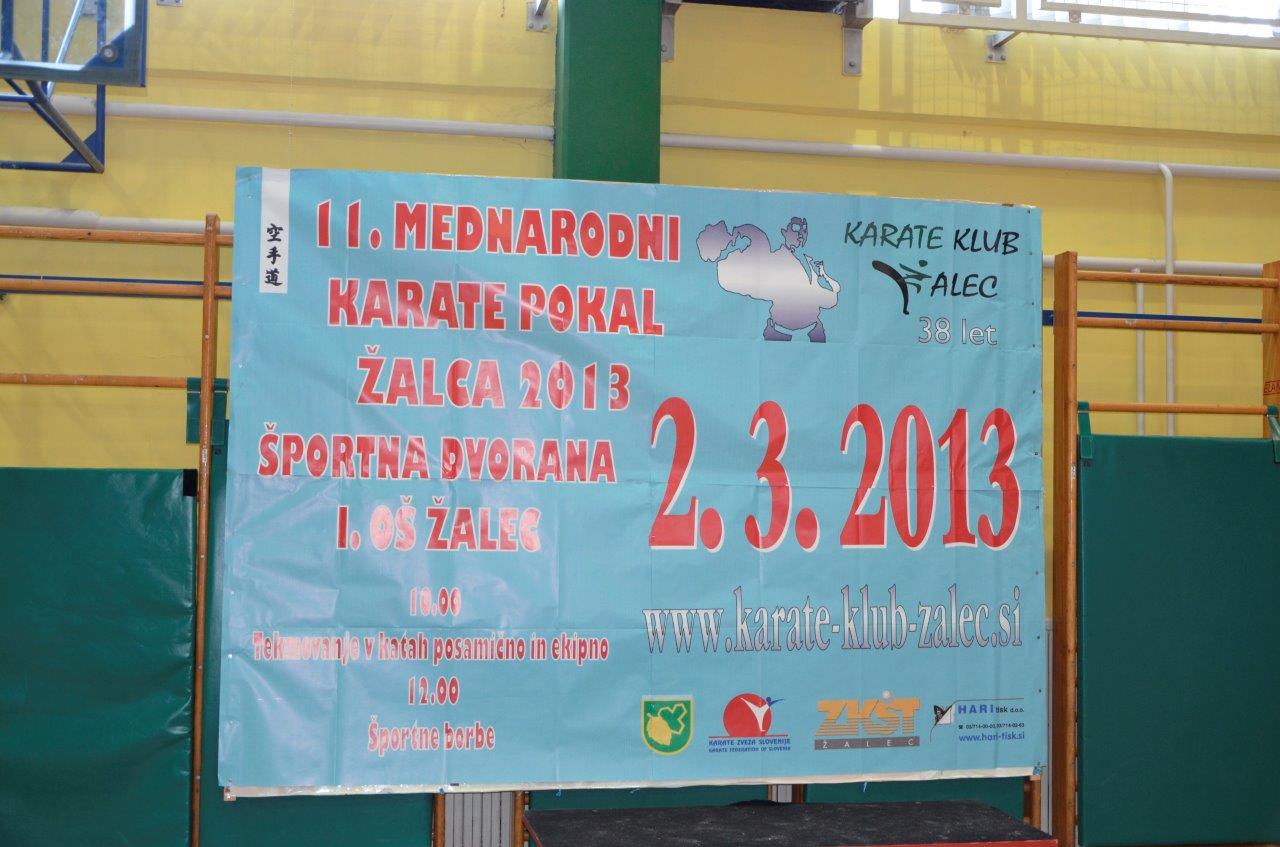 空手道
11. MEDNARODNI
KARATE POKAL
ŽALCA 2013
ŠPORTNA DVORANA
I. OŠ ŽALEC
10.00
Tekmovanje v katah posamično in ekipno
12.00
Športne borbe
KARATE KLUB
ŽALEC
38 let
2. 3. 2013
www.karate-klub-zalec.si
KARATE ZVEZA SLOVENIJE
KARATE FEDERATION OF SLOVENIA
ZKŠT
ŽALEC
HARI tisk d.o.o.
www.hari-tisk.si